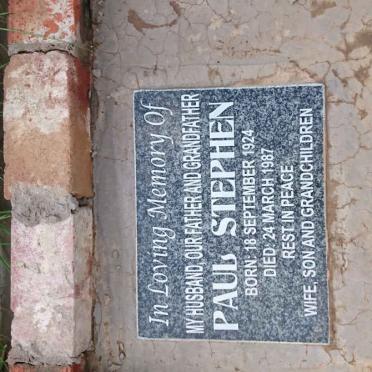 In Loving Memory Of
MY HUSBAND, OUR FATHER AND GRANDFATHER
PAUL STEPHEN
BORN: 18 SEPTEMBER 1924
DIED: 24 MARCH 1987
REST IN PEACE
WIFE, SON AND GRANDCHILDREN